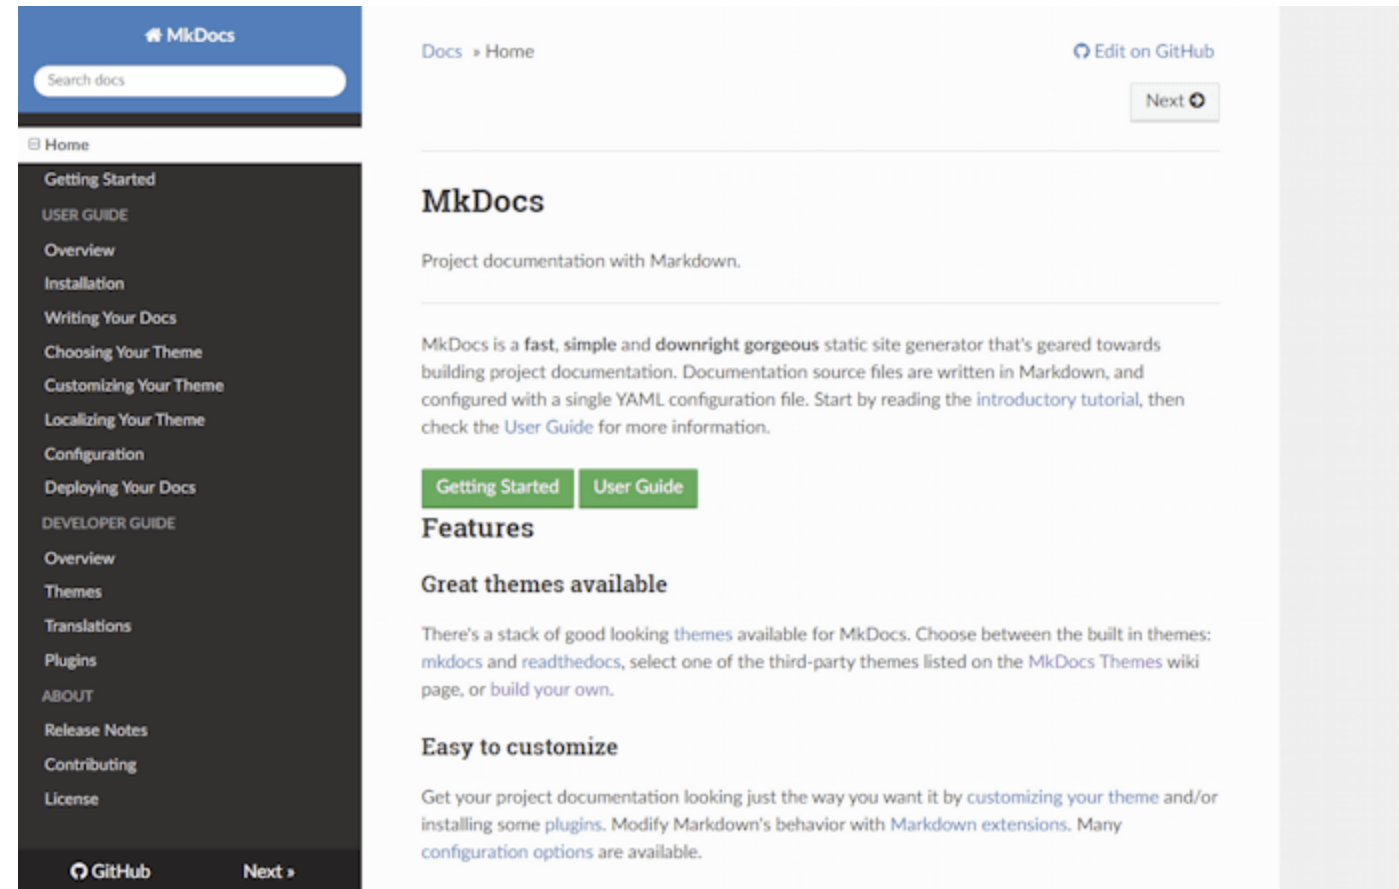 MkDocs
Search docs
Home
Getting Started
USER GUIDE
Overview
Installation
Writing Your Docs
Choosing Your Theme
Customizing Your Theme
Localizing Your Theme
Configuration
Deploying Your Docs
DEVELOPER GUIDE
Overview
Themes
Translations
Plugins
ABOUT
Release Notes
Contributing
License
GitHub Next »
Docs » Home
Edit on GitHub
Next
MkDocs
Project documentation with Markdown.
MkDocs is a fast, simple and downright gorgeous static site generator that's geared towards
building project documentation. Documentation source files are written in Markdown, and
configured with a single YAML configuration file. Start by reading the introductory tutorial, then
check the User Guide for more information.
Getting Started User Guide
Features
Great themes available
There's a stack of good looking themes available for MkDocs. Choose between the built in themes:
mkdocs and readthedocs, select one of the third-party themes listed on the MkDocs Themes wiki
page, or build your own.
Easy to customize
Get your project documentation looking just the way you want it by customizing your theme and/or
installing some plugins. Modify Markdown's behavior with Markdown extensions. Many
configuration options are available.